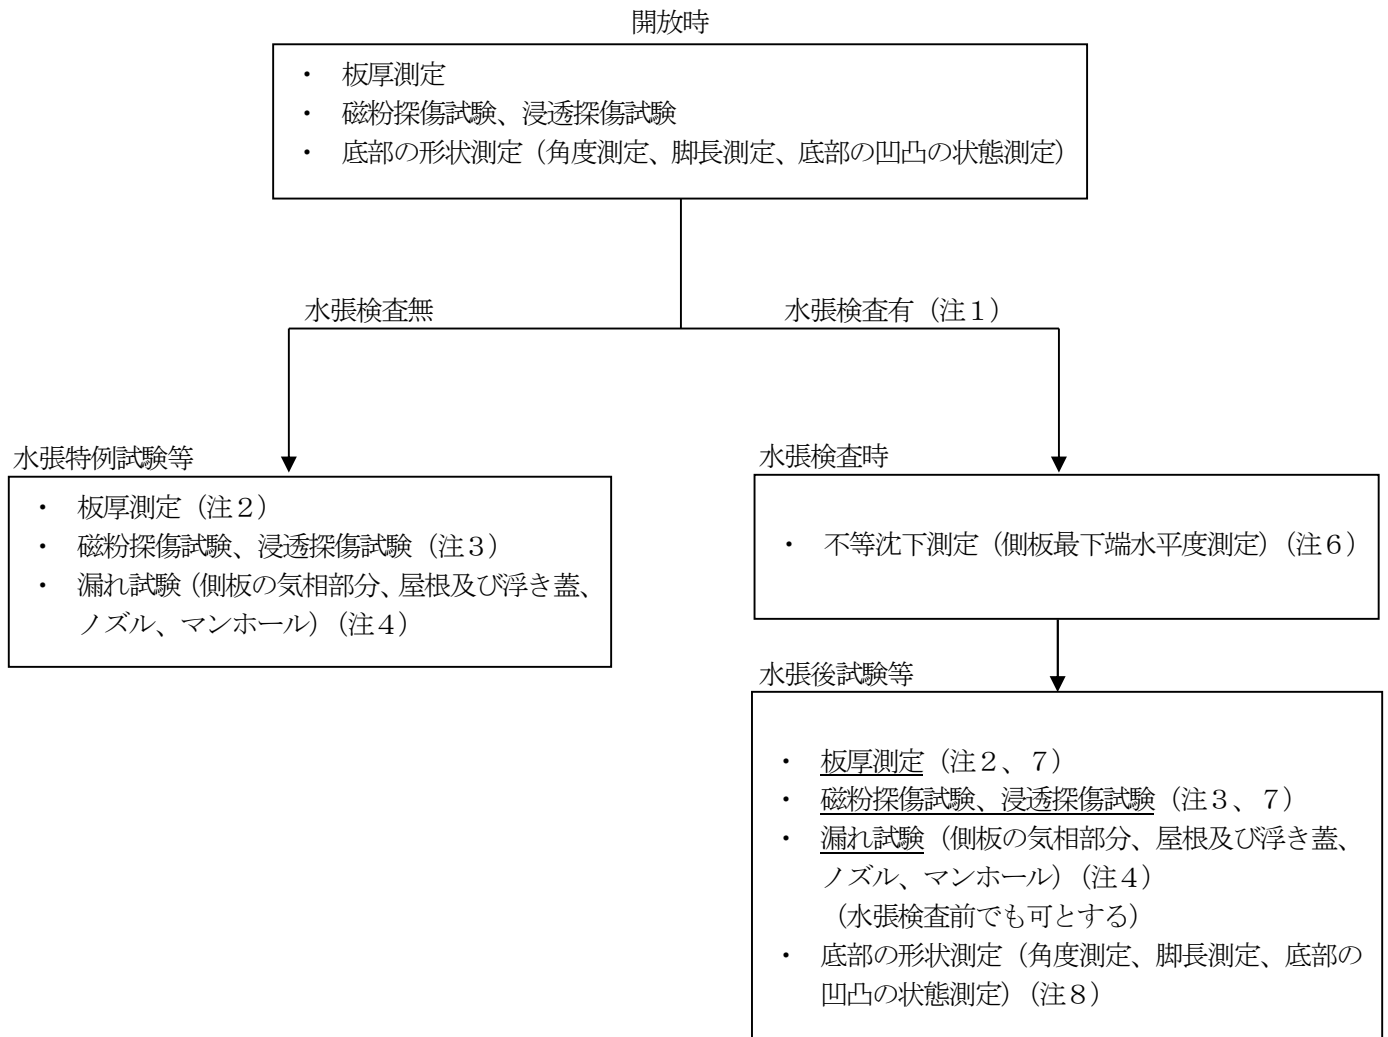 開放時
・ 板厚測定
・ 磁粉探傷試験、浸透探傷試験
・ 底部の形状測定（角度測定、脚長測定、底部の凹凸の状態測定）
水張検査無
水張検査有（注１）
水張特例試験等
・ 板厚測定（注２）
・ 磁粉探傷試験、浸透探傷試験（注３）
・ 漏れ試験（側板の気相部分、屋根及び浮き蓋、
ノズル、マンホール）（注４）
水張検査時
・ 不等沈下測定（側板最下端水平度測定）（注６）
水張後試験等
・ 板厚測定（注２、７）
・ 磁粉探傷試験、浸透探傷試験（注３、７）
・ 漏れ試験（側板の気相部分、屋根及び浮き蓋、
ノズル、マンホール）（注４）
（水張検査前でも可とする）
・ 底部の形状測定（角度測定、脚長測定、底部の
凹凸の状態測定）（注８）